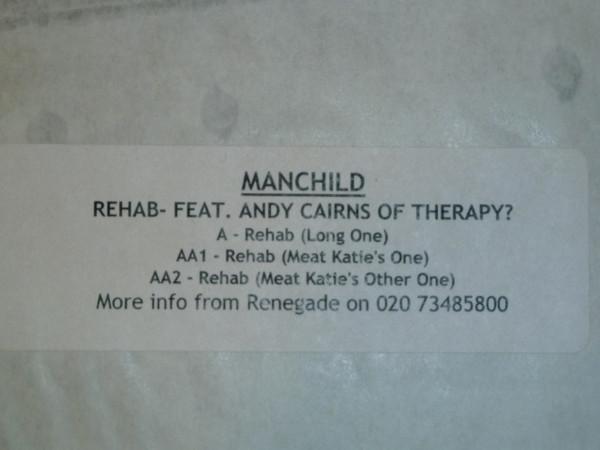 MANCHILD
REHAB- FEAT. ANDY CAIRNS OF THERAPY?
A - Rehab (Long One)
AA1 - Rehab (Meat Katie's One)
AA2 - Rehab (Meat Katie's Other One)
More info from Renegade on 020 73485800